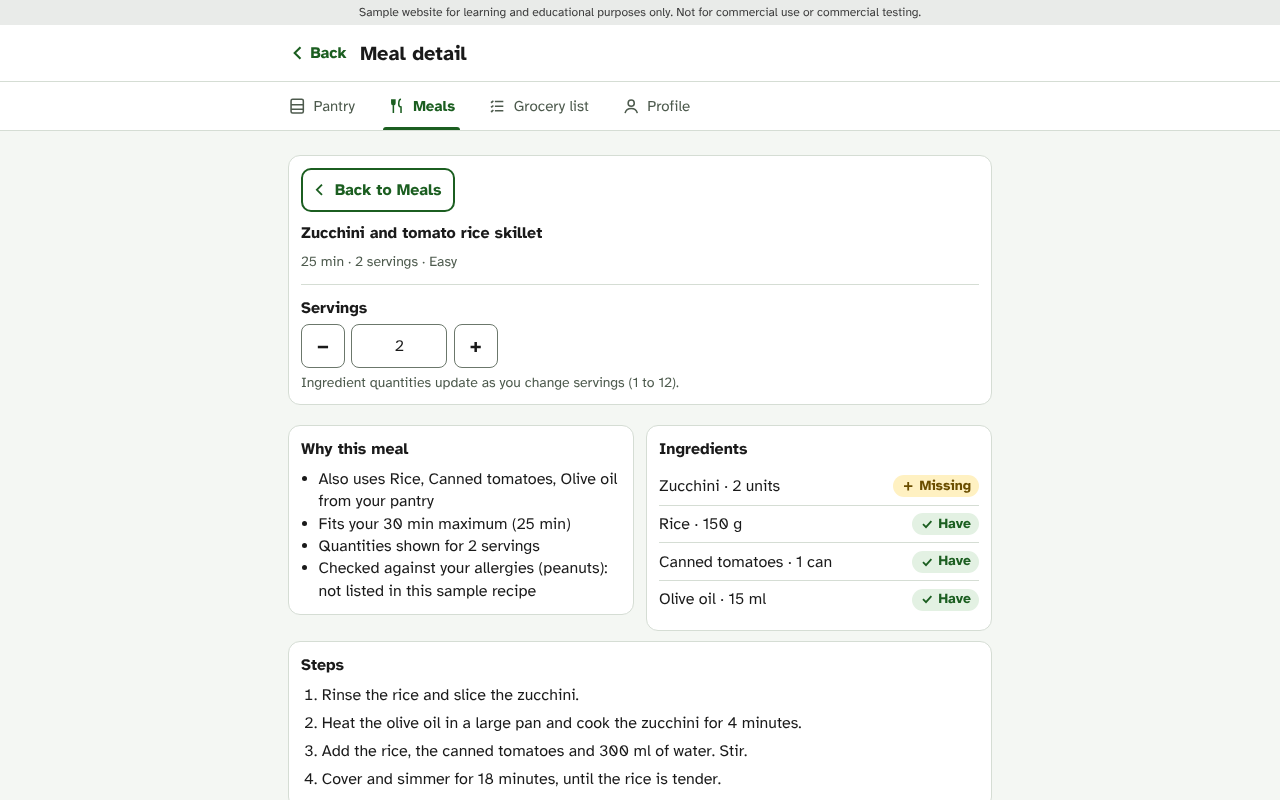 Sample website for learning and educational purposes only. Not for commercial use or commercial testing.
Back Meal detail
Pantry Meals Grocery list Profile
Back to Meals
Zucchini and tomato rice skillet
25 min · 2 servings · Easy
Servings
− 2 +
Ingredient quantities update as you change servings (1 to 12).
Why this meal
• Also uses Rice, Canned tomatoes, Olive oil
from your pantry
• Fits your 30 min maximum (25 min)
• Quantities shown for 2 servings
• Checked against your allergies (peanuts):
not listed in this sample recipe
Ingredients
Zucchini · 2 units + Missing
Rice · 150 g ✓ Have
Canned tomatoes · 1 can ✓ Have
Olive oil · 15 ml ✓ Have
Steps
1. Rinse the rice and slice the zucchini.
2. Heat the olive oil in a large pan and cook the zucchini for 4 minutes.
3. Add the rice, the canned tomatoes and 300 ml of water. Stir.
4. Cover and simmer for 18 minutes, until the rice is tender.